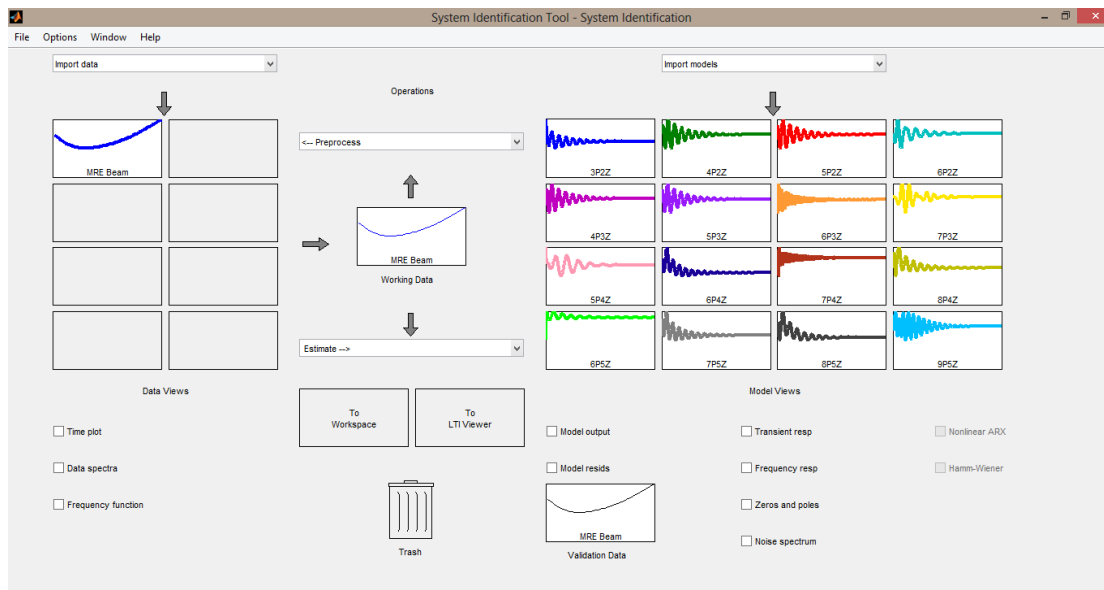 System Identification Tool - System Identification
File Options Window Help
Import data
Import models
Operations
<-- Preprocess
MRE Beam
3P2Z
4P2Z
5P2Z
6P2Z
4P3Z
5P3Z
6P3Z
7P3Z
MRE Beam
Working Data
5P4Z
6P4Z
7P4Z
8P4Z
Estimate -->
6P5Z
7P5Z
8P5Z
9P5Z
Data Views
Model Views
To
Workspace
To
LTI Viewer
Time plot
Model output
Transient resp
Nonlinear ARX
Data spectra
Model resids
Frequency resp
Hamm-Wiener
Frequency function
Zeros and poles
MRE Beam
Noise spectrum
Trash
Validation Data